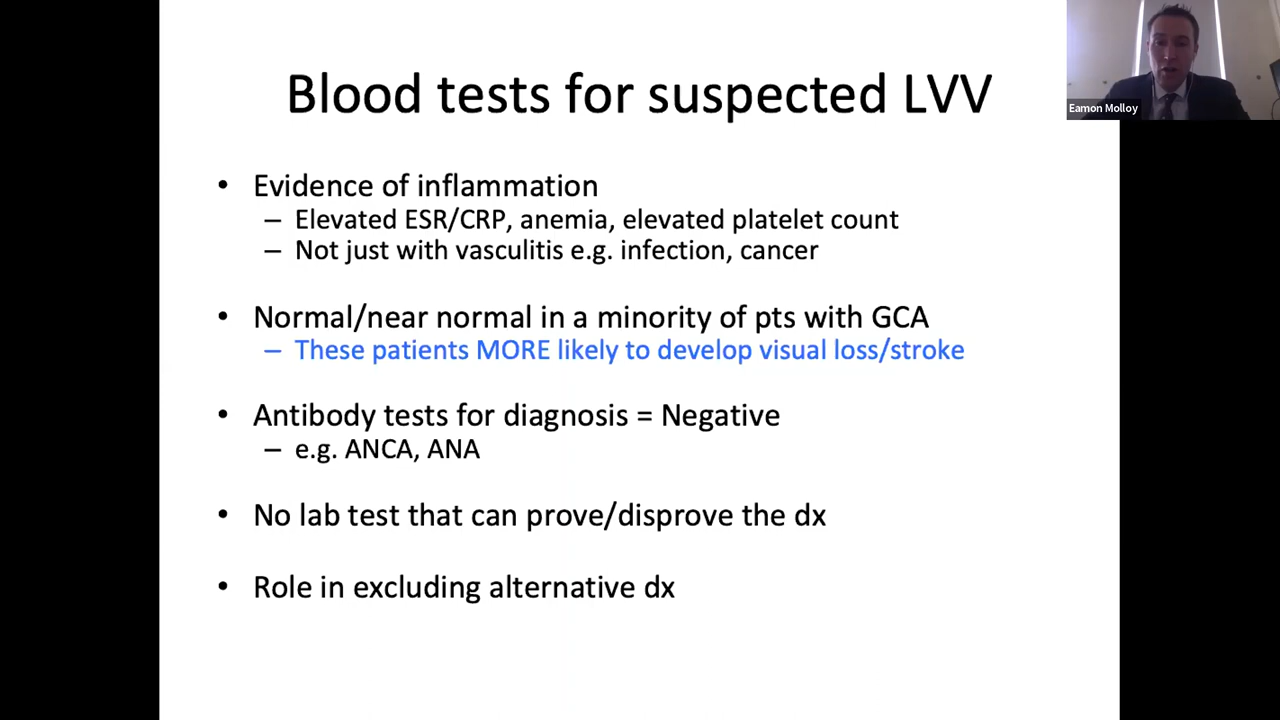 Blood tests for suspected LVV
Eamon Molloy
• Evidence of inflammation
– Elevated ESR/CRP, anemia, elevated platelet count
– Not just with vasculitis e.g. infection, cancer
• Normal/near normal in a minority of pts with GCA
– These patients MORE likely to develop visual loss/stroke
• Antibody tests for diagnosis = Negative
– e.g. ANCA, ANA
• No lab test that can prove/disprove the dx
• Role in excluding alternative dx